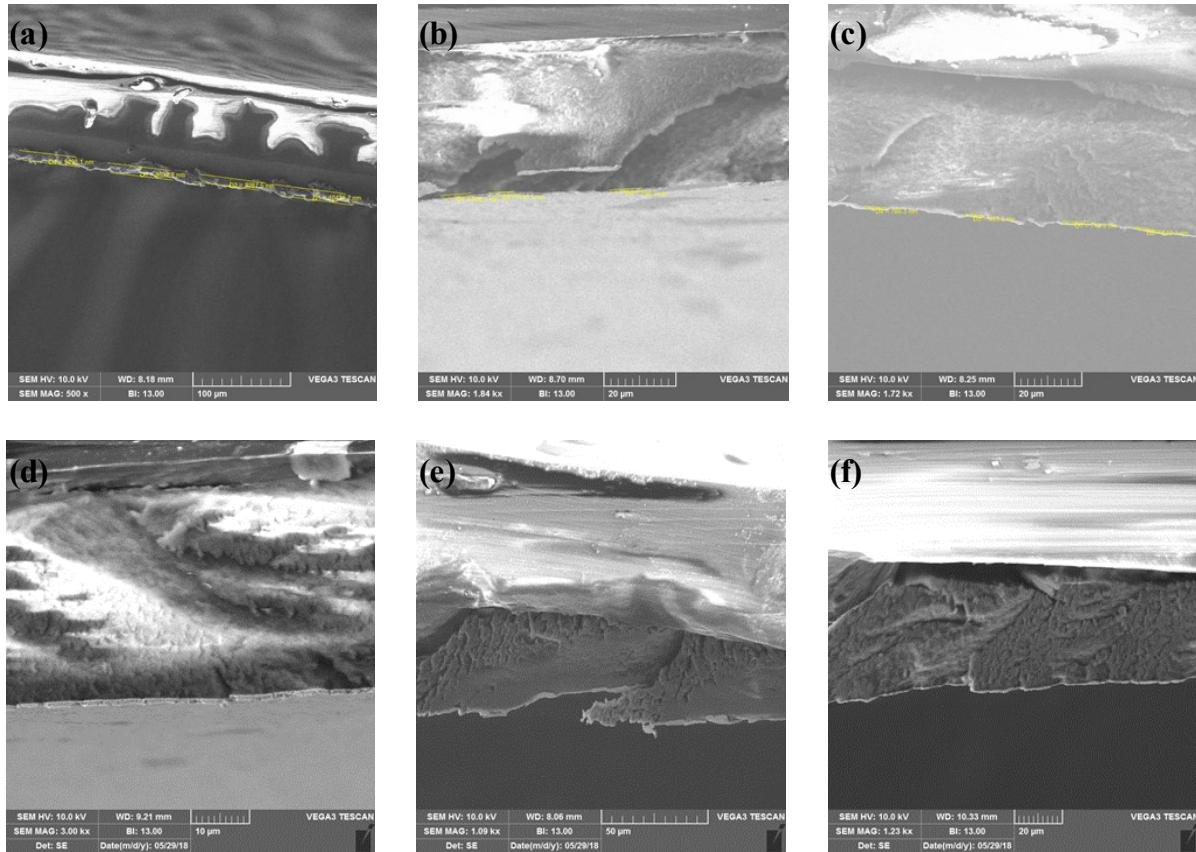 (a)
SEM HV: 10.0 kV WD: 8.18 mm VEGA3 TESCAN
SEM MAG: 500 x BI: 13.00 100 µm
(b)
SEM HV: 10.0 kV WD: 8.70 mm VEGA3 TESCAN
SEM MAG: 1.84 kx BI: 13.00 20 µm
(c)
SEM HV: 10.0 kV WD: 8.25 mm VEGA3 TESCAN
SEM MAG: 1.72 kx BI: 13.00 20 µm
(d)
SEM HV: 10.0 kV WD: 9.21 mm VEGA3 TESCAN
SEM MAG: 3.00 kx BI: 13.00 10 µm
Det: SE Date(m/d/y): 05/29/18
(e)
SEM HV: 10.0 kV WD: 8.06 mm VEGA3 TESCAN
SEM MAG: 1.09 kx BI: 13.00 50 µm
Det: SE Date(m/d/y): 05/29/18
(f)
SEM HV: 10.0 kV WD: 10.33 mm VEGA3 TESCAN
SEM MAG: 1.23 kx BI: 13.00 20 µm
Det: SE Date(m/d/y): 05/29/18